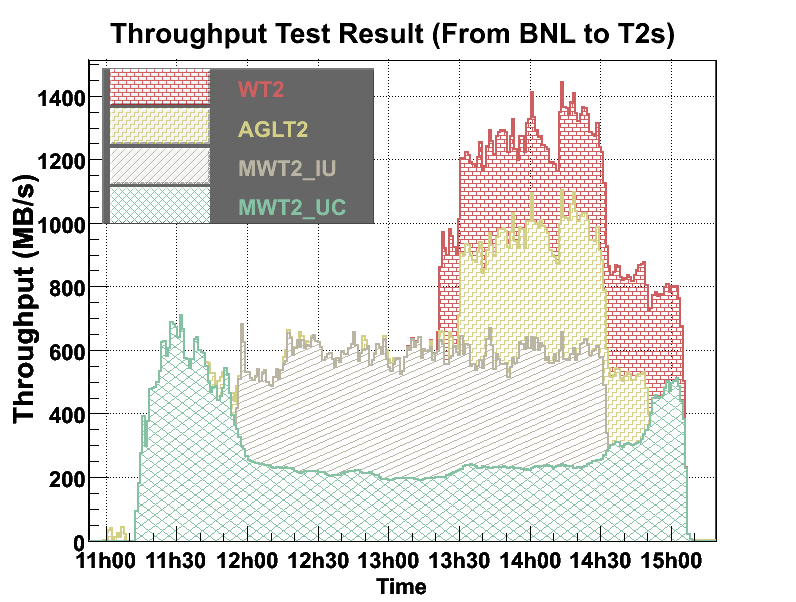 Throughput Test Result (From BNL to T2s)
WT2
AGLT2
MWT2_IU
MWT2_UC
Throughput (MB/s)
1400
1200
1000
800
600
400
200
0
11h00 11h30 12h00 12h30 13h00 13h30 14h00 14h30 15h00
Time